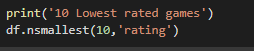 print('10 Lowest rated games')
df.nsmallest(10,'rating')